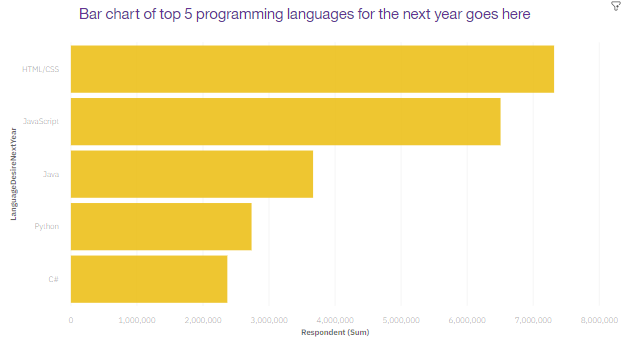 Bar chart of top 5 programming languages for the next year goes here
LanguageDesireNextYear
HTML/CSS
JavaScript
Java
Python
C#
0 1,000,000 2,000,000 3,000,000 4,000,000 5,000,000 6,000,000 7,000,000 8,000,000
Respondent (Sum)